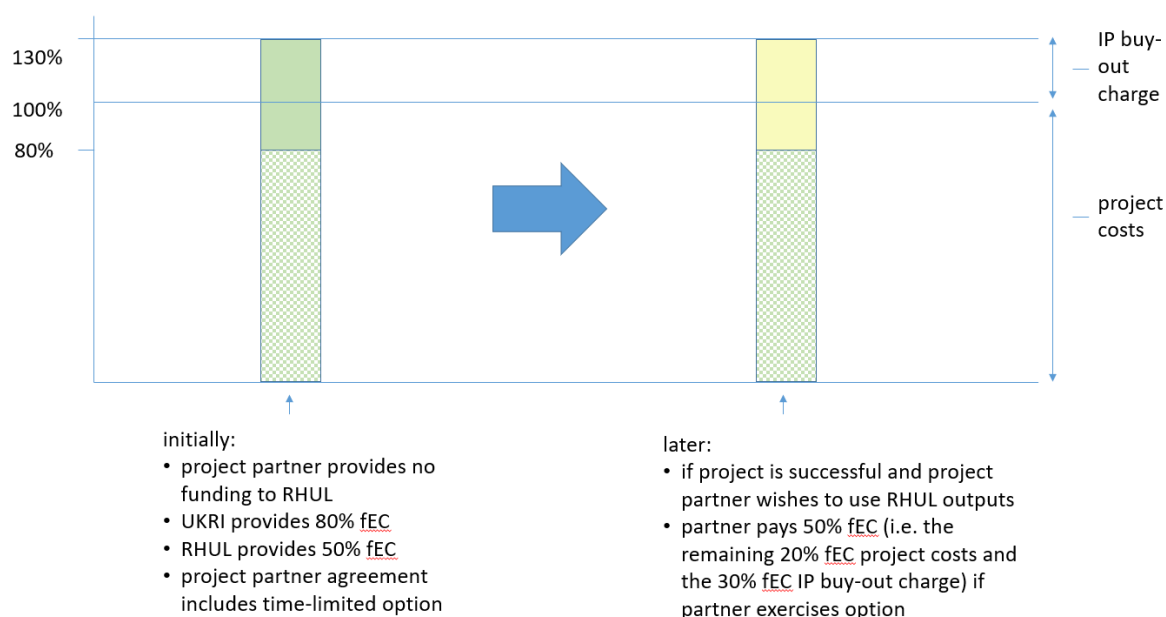 130%
100%
80%
IP buy-
out
charge
project
costs
initially:
• project partner provides no
funding to RHUL
• UKRI provides 80% fEC
• RHUL provides 50% fEC
• project partner agreement
includes time-limited option
later:
• if project is successful and project
partner wishes to use RHUL outputs
• partner pays 50% fEC (i.e. the
remaining 20% fEC project costs and
the 30% fEC IP buy-out charge) if
partner exercises option